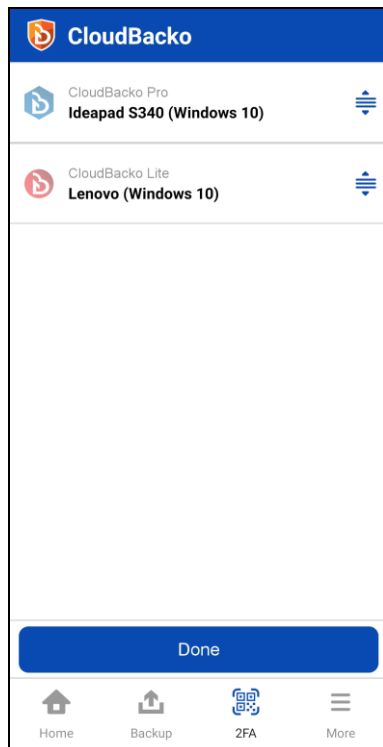 CloudBacko
CloudBacko Pro
Ideapad S340 (Windows 10)
CloudBacko Lite
Lenovo (Windows 10)
Done
Home Backup 2FA More